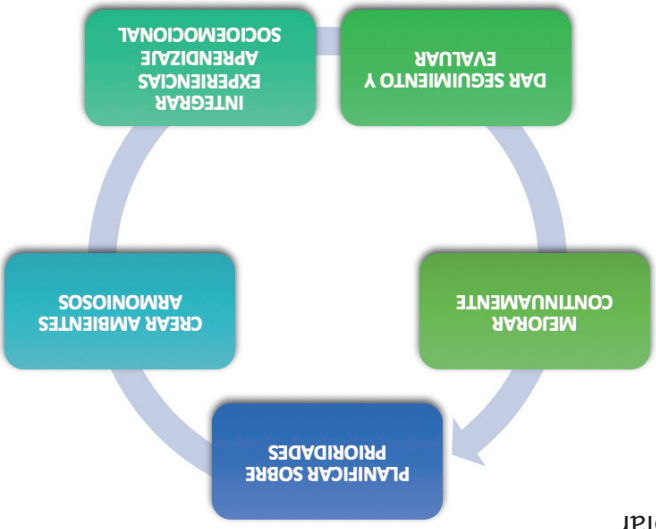 PLANIFICAR SOBRE
PRIORIDADES
CREAR AMBIENTES
ARMONIOSOS
INTEGRAR
EXPERIENCIAS
APRENDIZAJE
SOCIOEMOCIONAL
DAR SEGUIMIENTO Y
EVALUAR
MEJORAR
CONTINUAMENTE